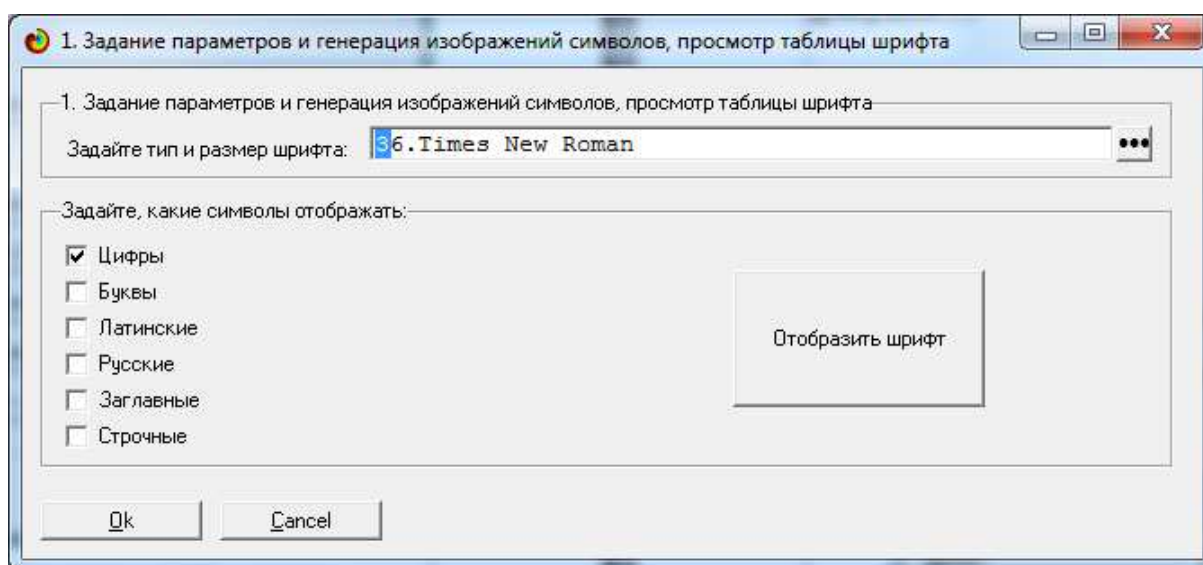 1. Задание параметров и генерация изображений символов, просмотр таблицы шрифта
1. Задание параметров и генерация изображений символов, просмотр таблицы шрифта
Задайте тип и размер шрифта: 36.Times New Roman
Задайте, какие символы отображать:
Цифры
Буквы
Латинские
Русские
Заглавные
Строчные
Отобразить шрифт
Ok Cancel